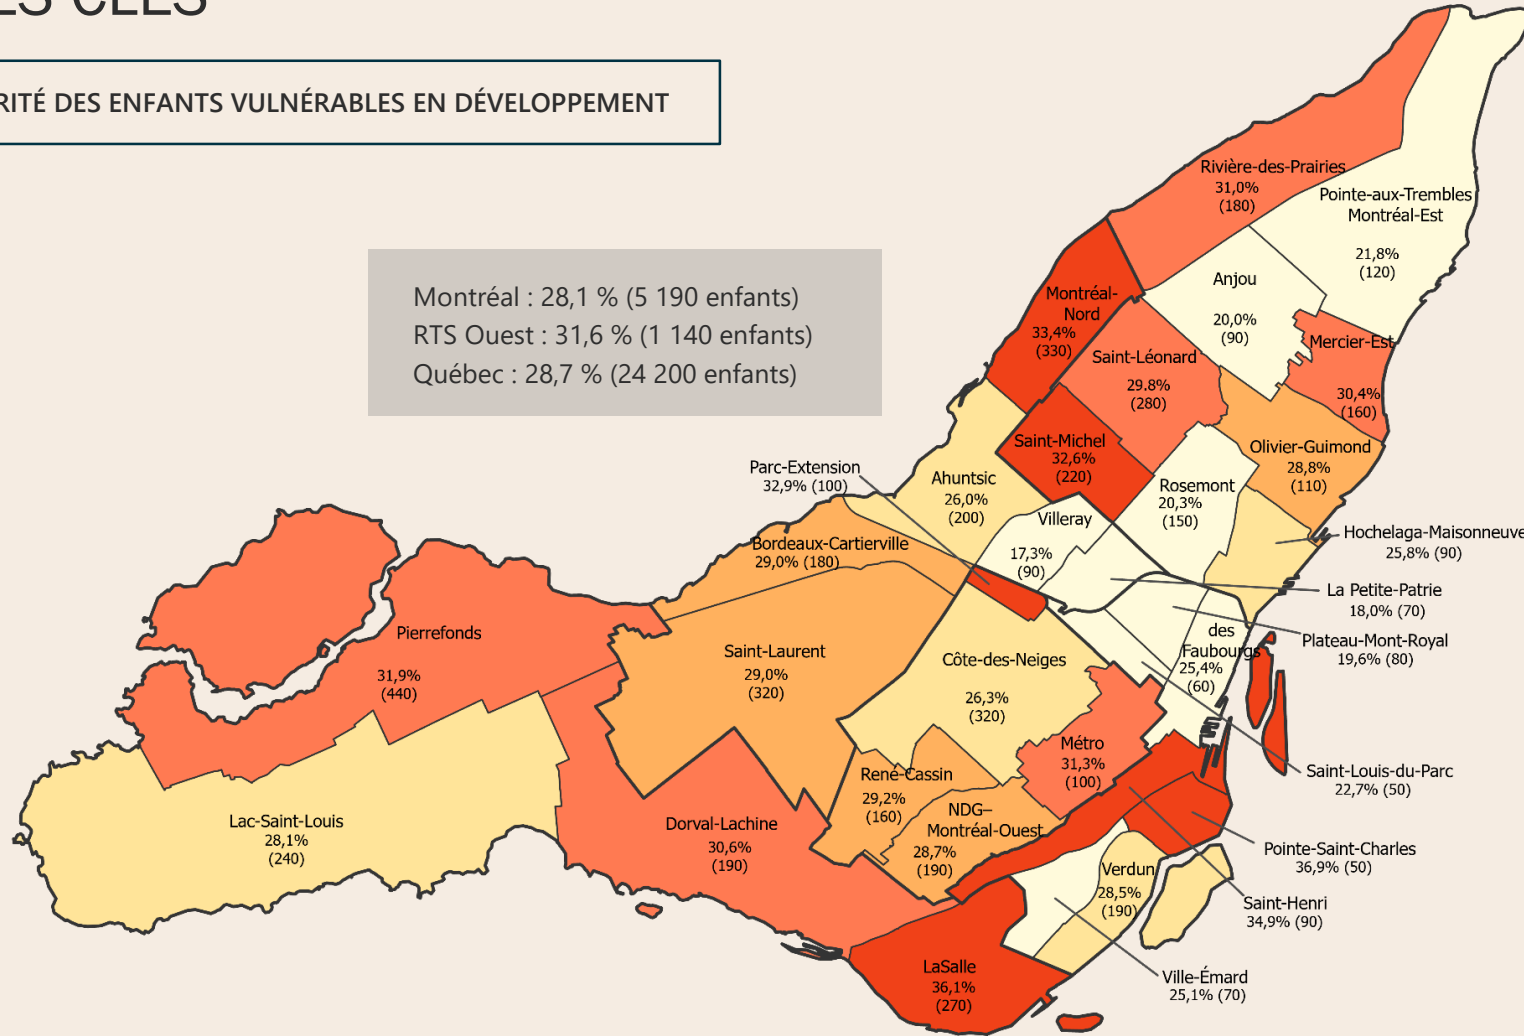 ES CLÉS
RITÉ DES ENFANTS VULNÉRABLES EN DÉVELOPPEMENT
Montréal : 28,1 % (5 190 enfants)
RTS Ouest : 31,6 % (1 140 enfants)
Québec : 28,7 % (24 200 enfants)
Rivière-des-Prairies
31,0%
(180)
Pointe-aux-Trembles
Montréal-Est
21,8%
(120)
Anjou
20,0%
(90)
Montréal-
Nord
33,4%
(330)
Mercier-Est
30,4%
(160)
Saint-Léonard
29.8%
(280)
Saint-Michel
32,6%
(220)
Olivier-Guimond
28,8%
(110)
Parc-Extension
32,9% (100)
Ahuntsic
26,0%
(200)
Rosemont
20,3%
(150)
Villeray
17,3%
(90)
Hochelaga-Maisonneuve
25,8% (90)
Bordeaux-Cartierville
29,0% (180)
La Petite-Patrie
18,0% (70)
Plateau-Mont-Royal
19,6% (80)
des
Faubourgs
25,4%
(60)
Pierrefonds
31,9%
(440)
Saint-Laurent
29,0%
(320)
Côte-des-Neiges
26,3%
(320)
Métro
31,3%
(100)
Saint-Louis-du-Parc
22,7% (50)
René-Cassin
29,2%
(160)
NDG–
Montréal-Ouest
28,7%
(190)
Lac-Saint-Louis
28,1%
(240)
Dorval-Lachine
30,6%
(190)
Pointe-Saint-Charles
36,9% (50)
Verdun
28,5%
(190)
Saint-Henri
34,9% (90)
LaSalle
36,1%
(270)
Ville-Émard
25,1% (70)